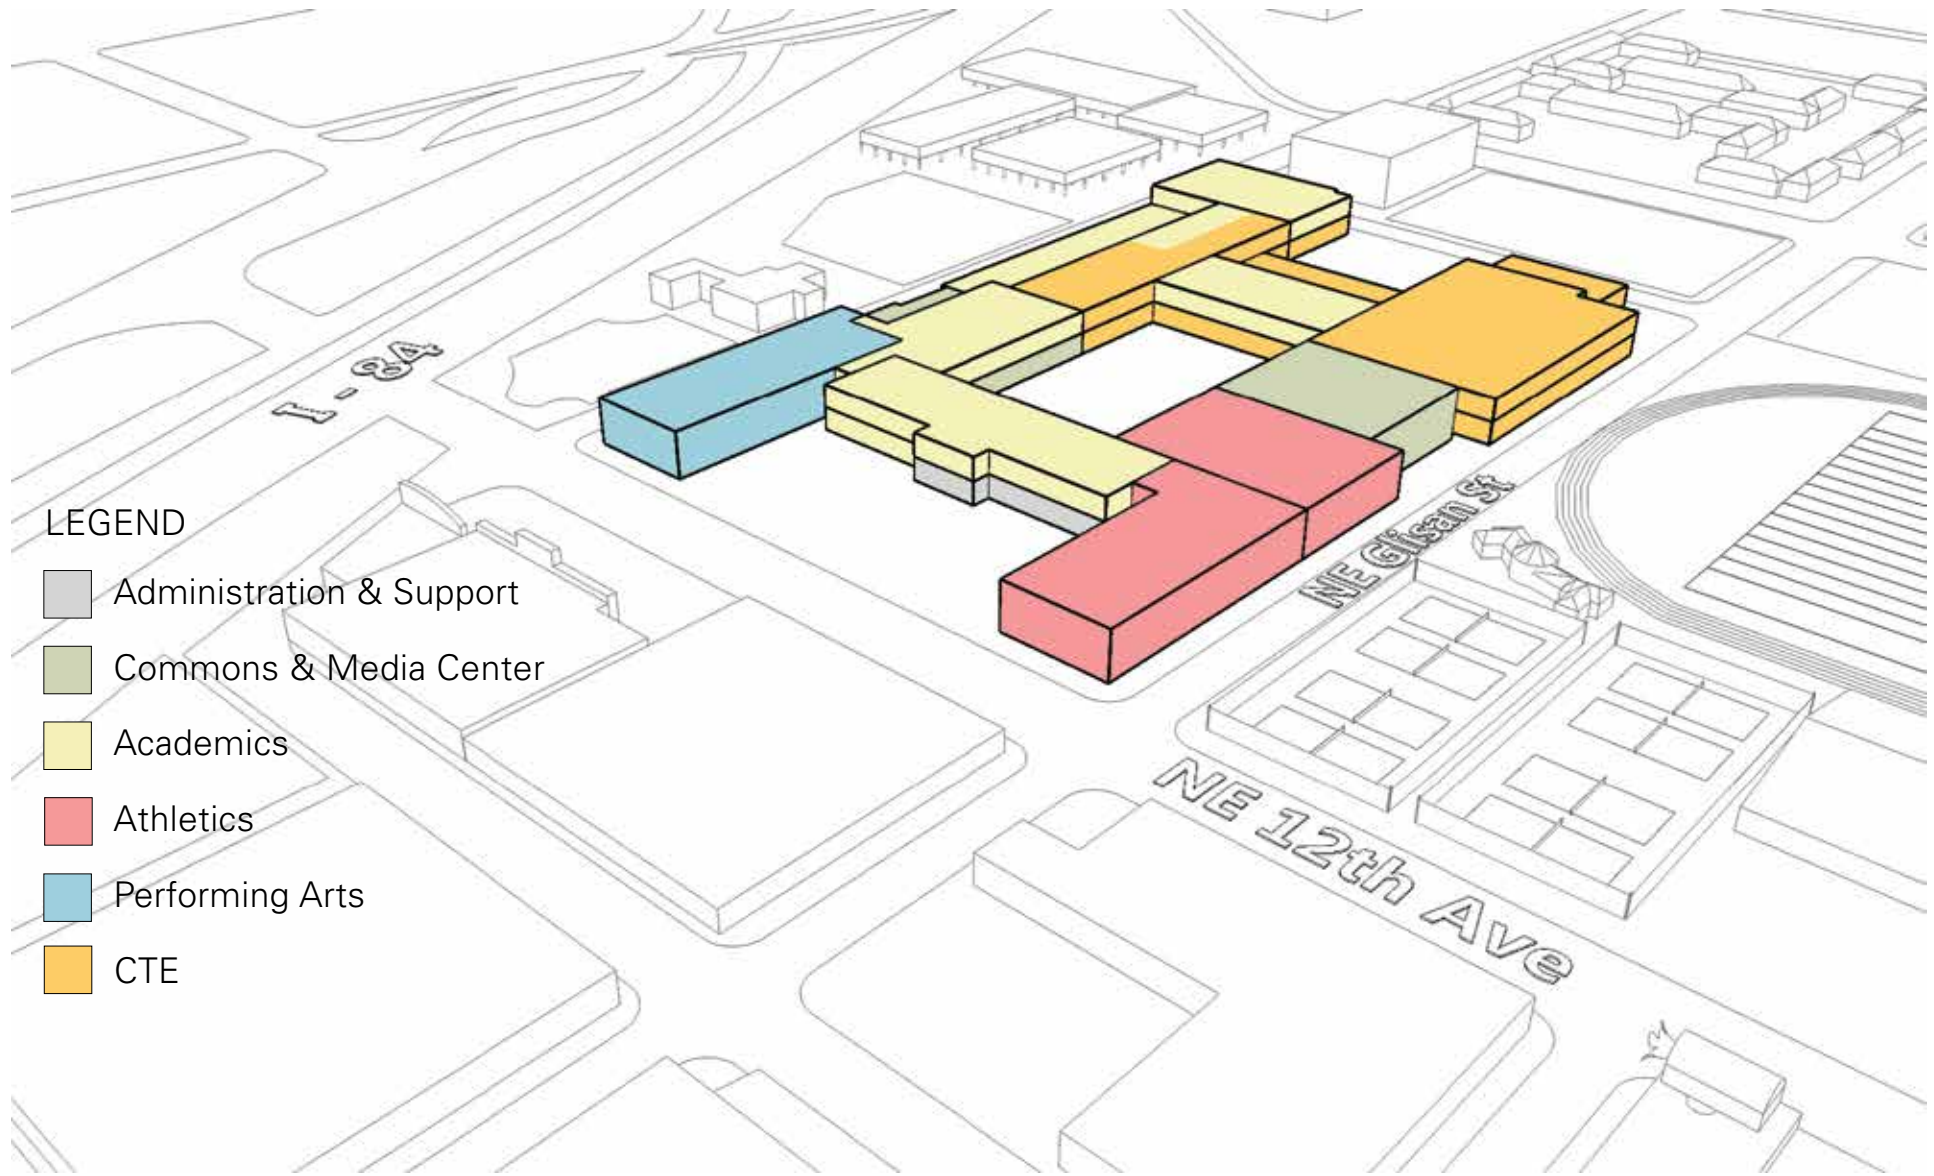 I - 84
NE Glisan St
LEGEND
Administration & Support
Commons & Media Center
Academics
Athletics
Performing Arts
CTE
NE 12th Ave